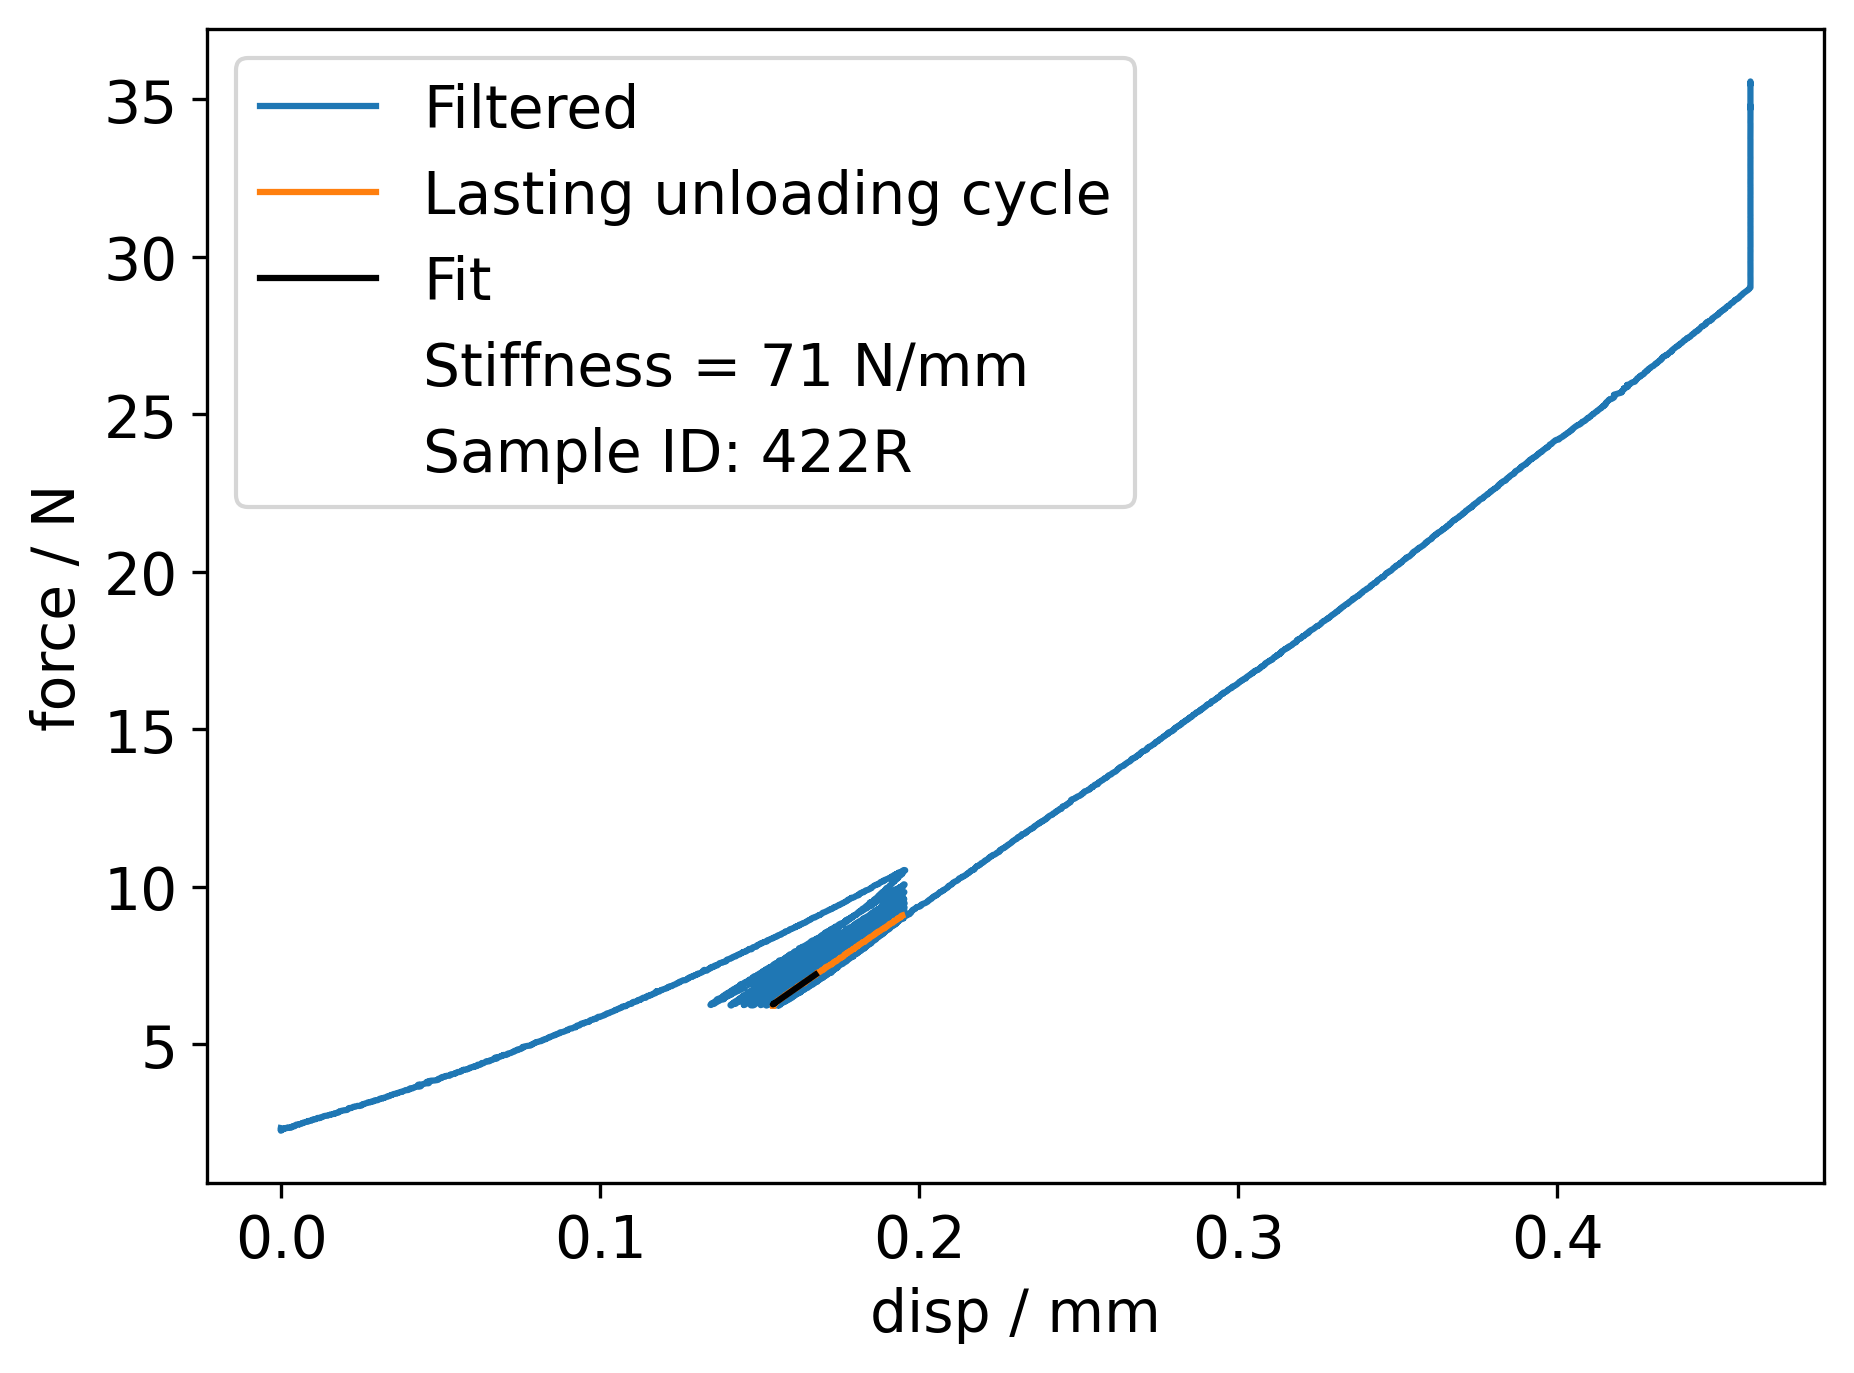 Filtered
Lasting unloading cycle
Fit
Stiffness = 71 N/mm
Sample ID: 422R
35
30
25
20
15
10
5
force / N
0.0 0.1 0.2 0.3 0.4
disp / mm